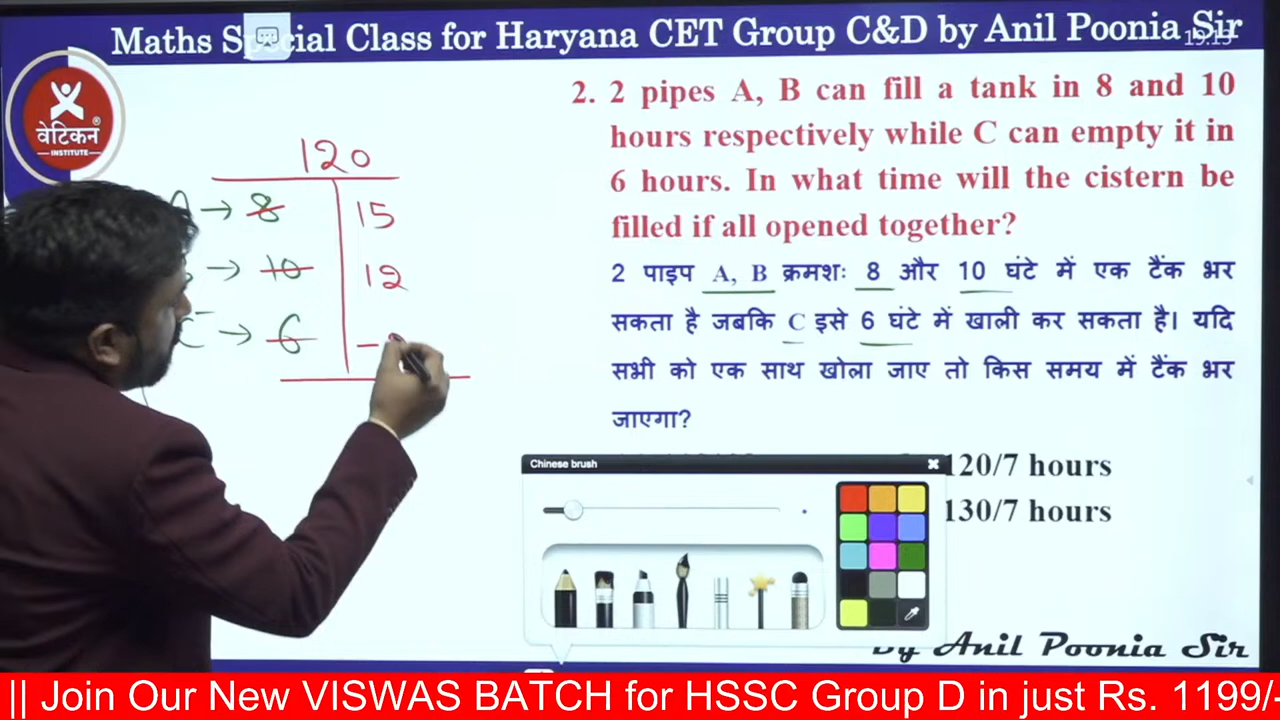 Maths Special Class for Haryana CET Group C&D by Anil Poonia Sir
19:19
वेटिकन
INSTITUTE
120
A → 8 15
→ 10 12
C → 6 -
2. 2 pipes A, B can fill a tank in 8 and 10
hours respectively while C can empty it in
6 hours. In what time will the cistern be
filled if all opened together?
2 पाइप A, B क्रमशः 8 और 10 घंटे में एक टैंक भर
सकता है जबकि C इसे 6 घंटे में खाली कर सकता है। यदि
सभी को एक साथ खोला जाए तो किस समय में टैंक भर
जाएगा?
Chinese brush
120/7 hours
130/7 hours
By Anil Poonia Sir
|| Join Our New VISWAS BATCH for HSSC Group D in just Rs. 1199/-